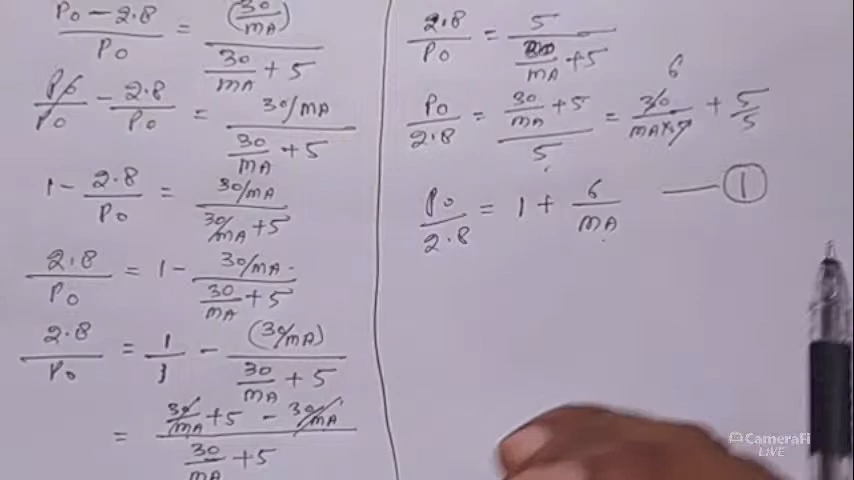 (P0 - 2.8)/P0 = (30/MA)/(30/MA + 5)
P0/P0 - 2.8/P0 = (30/MA)/(30/MA + 5)
1 - 2.8/P0 = (30/MA)/(30/MA + 5)
2.8/P0 = 1 - (30/MA)/(30/MA + 5)
2.8/P0 = 1/1 - (30/MA)/(30/MA + 5)
= (30/MA + 5 - 30/MA)/(30/MA + 5)
2.8/P0 = 5/(30/MA + 5)
6
P0/2.8 = (30/MA + 5)/5 = 30/(MA×5) + 5/5
P0/2.8 = 1 + 6/MA — 1
CameraFi
LIVE